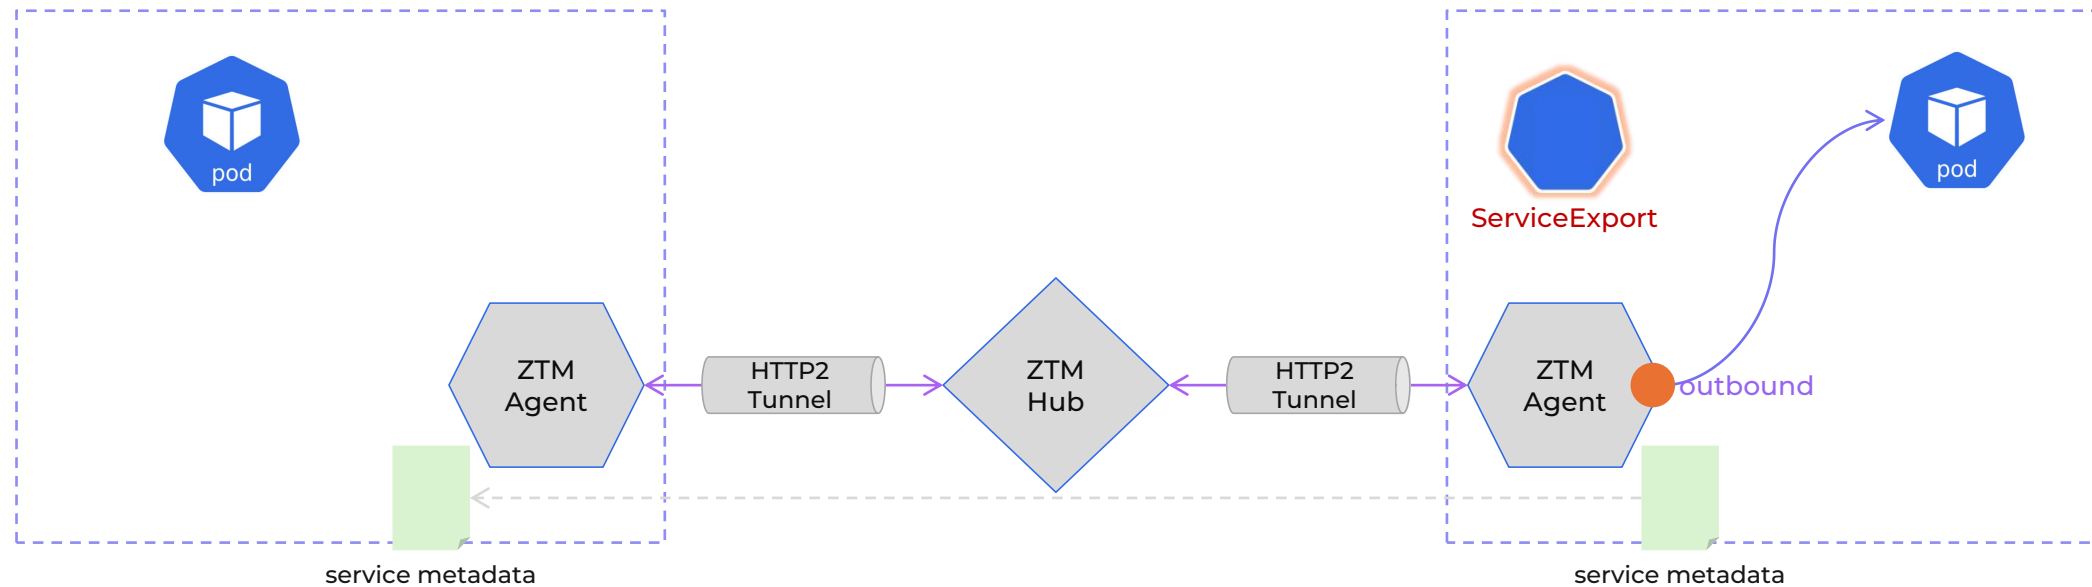 pod
pod
ServiceExport
ZTM
Agent
HTTP2
Tunnel
ZTM
Hub
HTTP2
Tunnel
ZTM
Agent
outbound
service metadata
service metadata